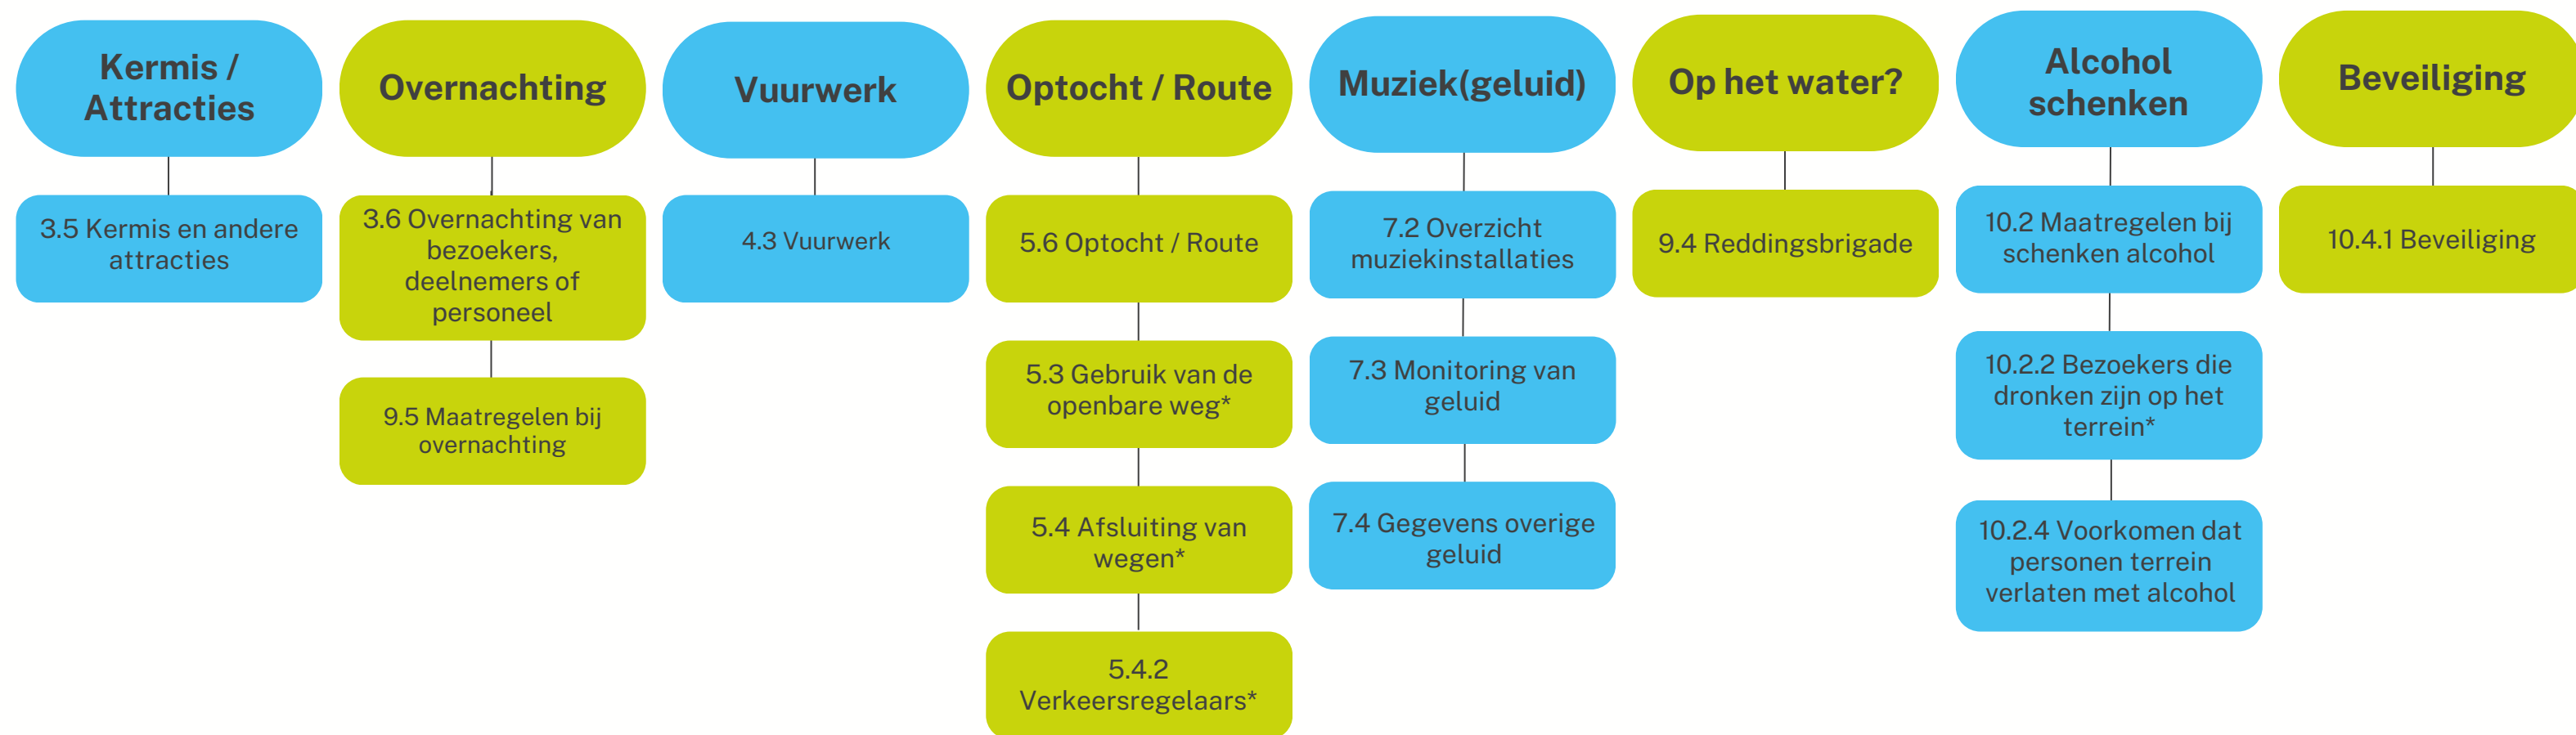 Kermis /
Attracties
3.5 Kermis en andere
attracties
Overnachting
3.6 Overnachting van
bezoekers,
deelnemers of
personeel
9.5 Maatregelen bij
overnachting
Vuurwerk
4.3 Vuurwerk
Optocht / Route
5.6 Optocht / Route
5.3 Gebruik van de
openbare weg*
5.4 Afsluiting van
wegen*
5.4.2
Verkeersregelaars*
Muziek(geluid)
7.2 Overzicht
muziekinstallaties
7.3 Monitoring van
geluid
7.4 Gegevens overige
geluid
Op het water?
9.4 Reddingsbrigade
Alcohol
schenken
10.2 Maatregelen bij
schenken alcohol
10.2.2 Bezoekers die
dronken zijn op het
terrein*
10.2.4 Voorkomen dat
personen terrein
verlaten met alcohol
Beveiliging
10.4.1 Beveiliging